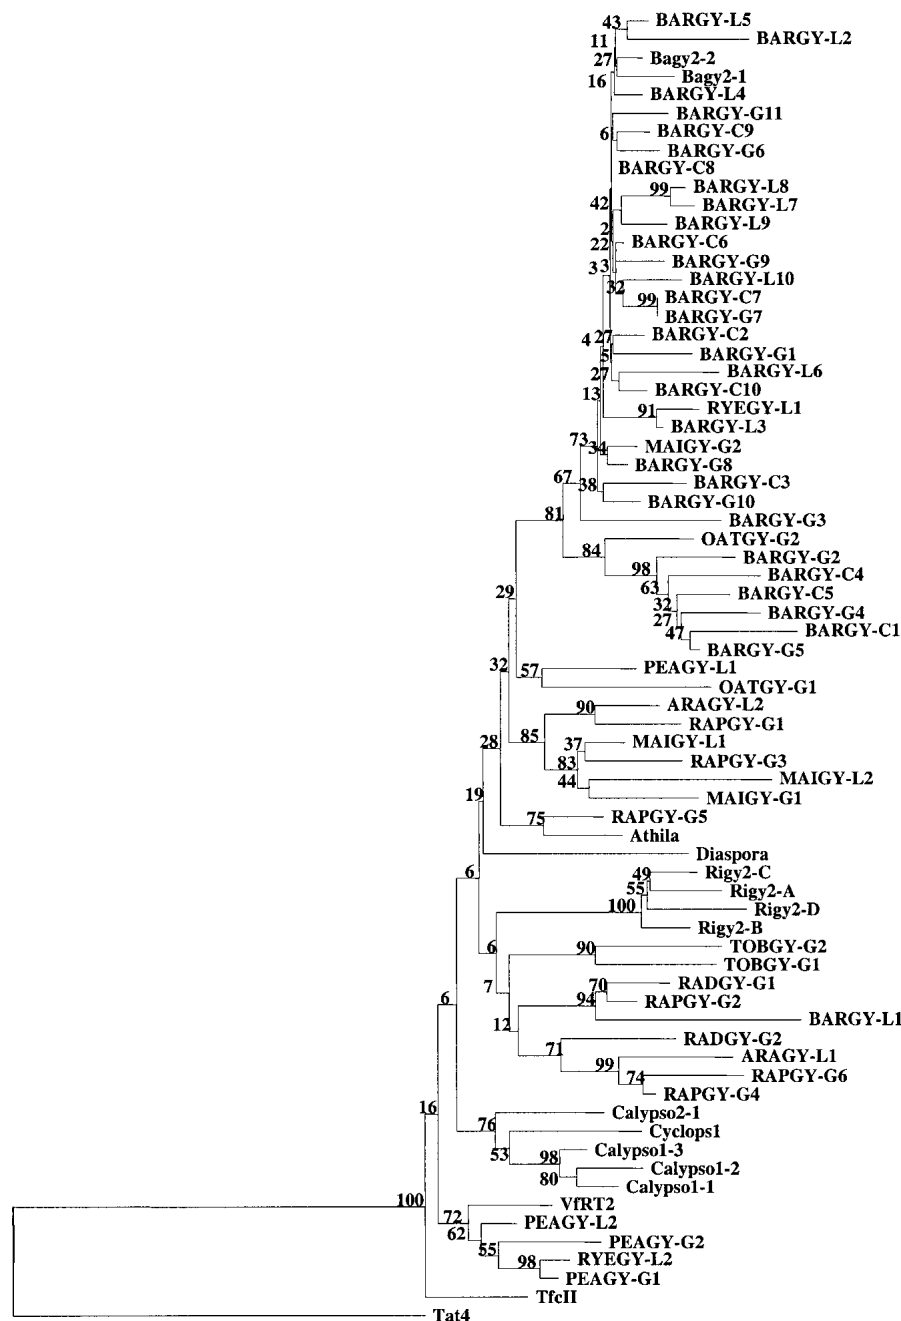 43
BARGY-L5
11
BARGY-L2
27
Bagy2-2
16
Bagy2-1
BARGY-L4
BARGY-G11
6
BARGY-C9
BARGY-G6
BARGY-C8
99
BARGY-L8
42
BARGY-L7
2
BARGY-L9
22
BARGY-C6
33
BARGY-G9
32
BARGY-L10
99
BARGY-C7
BARGY-G7
4
27
BARGY-C2
5
BARGY-G1
27
BARGY-L6
13
BARGY-C10
91
RYEGY-L1
BARGY-L3
73
34
MAIGY-G2
BARGY-G8
67
38
BARGY-C3
BARGY-G10
81
BARGY-G3
84
OATGY-G2
98
BARGY-G2
63
BARGY-C4
29
32
BARGY-C5
27
BARGY-G4
47
BARGY-C1
BARGY-G5
32
57
PEAGY-L1
OATGY-G1
90
ARAGY-L2
RAPGY-G1
28
85
37
MAIGY-L1
83
RAPGY-G3
44
MAIGY-L2
19
MAIGY-G1
75
RAPGY-G5
Athila
Diaspora
6
49
Rigy2-C
55
Rigy2-A
100
Rigy2-D
Rigy2-B
6
90
TOBGY-G2
TOBGY-G1
7
70
RADGY-G1
6
94
RAPGY-G2
12
BARGY-L1
71
RADGY-G2
99
ARAGY-L1
74
RAPGY-G6
RAPGY-G4
16
76
Calypso2-1
Cyclops1
53
98
Calypso1-3
80
Calypso1-2
Calypso1-1
100
VfRT2
72
PEAGY-L2
62
PEAGY-G2
55
RYEGY-L2
98
PEAGY-G1
TfcII
Tat4